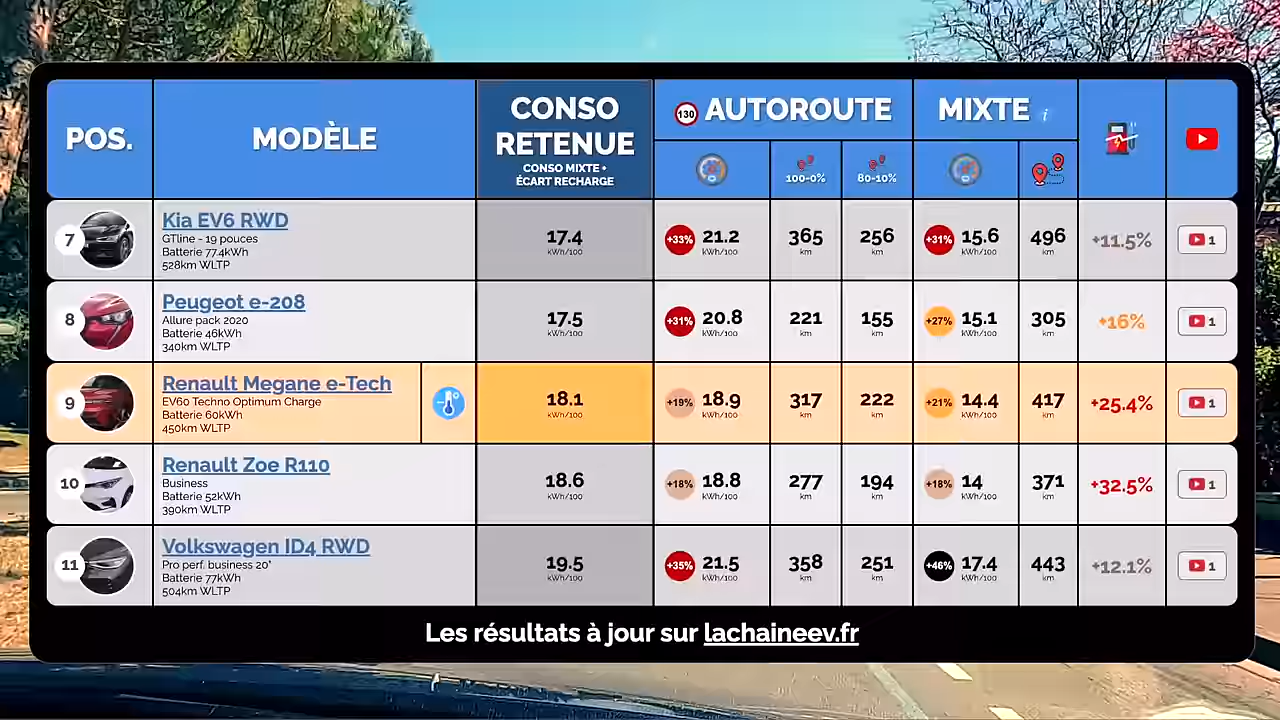 POS.
MODÈLE
CONSO
RETENUE
CONSO MIXTE +
ÉCART RECHARGE
130
AUTOROUTE
100-0%
80-10%
MIXTE i
7
Kia EV6 RWD
GTline - 19 pouces
Batterie 77.4kWh
528km WLTP
17.4
kWh/100
+33%
21.2
kWh/100
365
km
256
km
+31%
15.6
kWh/100
496
km
+11.5%
1
8
Peugeot e-208
Allure pack 2020
Batterie 46kWh
340km WLTP
17.5
kWh/100
+31%
20.8
kWh/100
221
km
155
km
+27%
15.1
kWh/100
305
km
+16%
1
9
Renault Megane e-Tech
EV60 Techno Optimum Charge
Batterie 60kWh
450km WLTP
18.1
kWh/100
+19%
18.9
kWh/100
317
km
222
km
+21%
14.4
kWh/100
417
km
+25.4%
1
10
Renault Zoe R110
Business
Batterie 52kWh
390km WLTP
18.6
kWh/100
+18%
18.8
kWh/100
277
km
194
km
+18%
14
kWh/100
371
km
+32.5%
1
11
Volkswagen ID4 RWD
Pro perf. business 20"
Batterie 77kWh
504km WLTP
19.5
kWh/100
+35%
21.5
kWh/100
358
km
251
km
+46%
17.4
kWh/100
443
km
+12.1%
1
Les résultats à jour sur lachaineev.fr